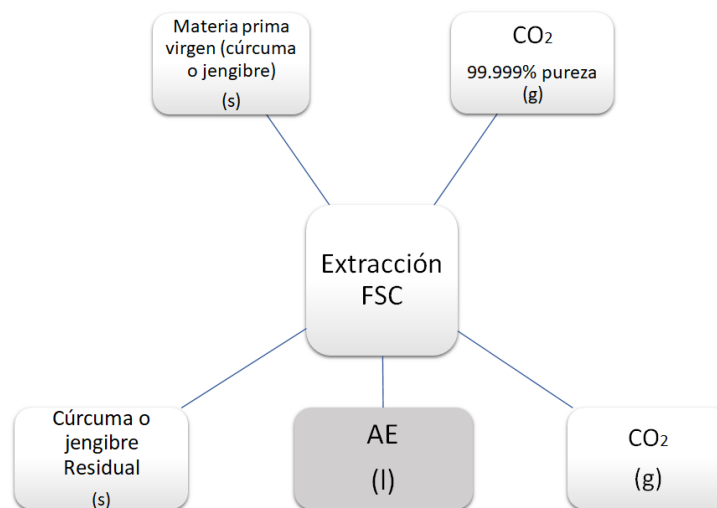 Materia prima
virgen (cúrcuma
o jengibre)
(s)
CO₂
99.999% pureza
(g)
Extracción
FSC
Cúrcuma o
jengibre
Residual
(s)
AE
(l)
CO₂
(g)